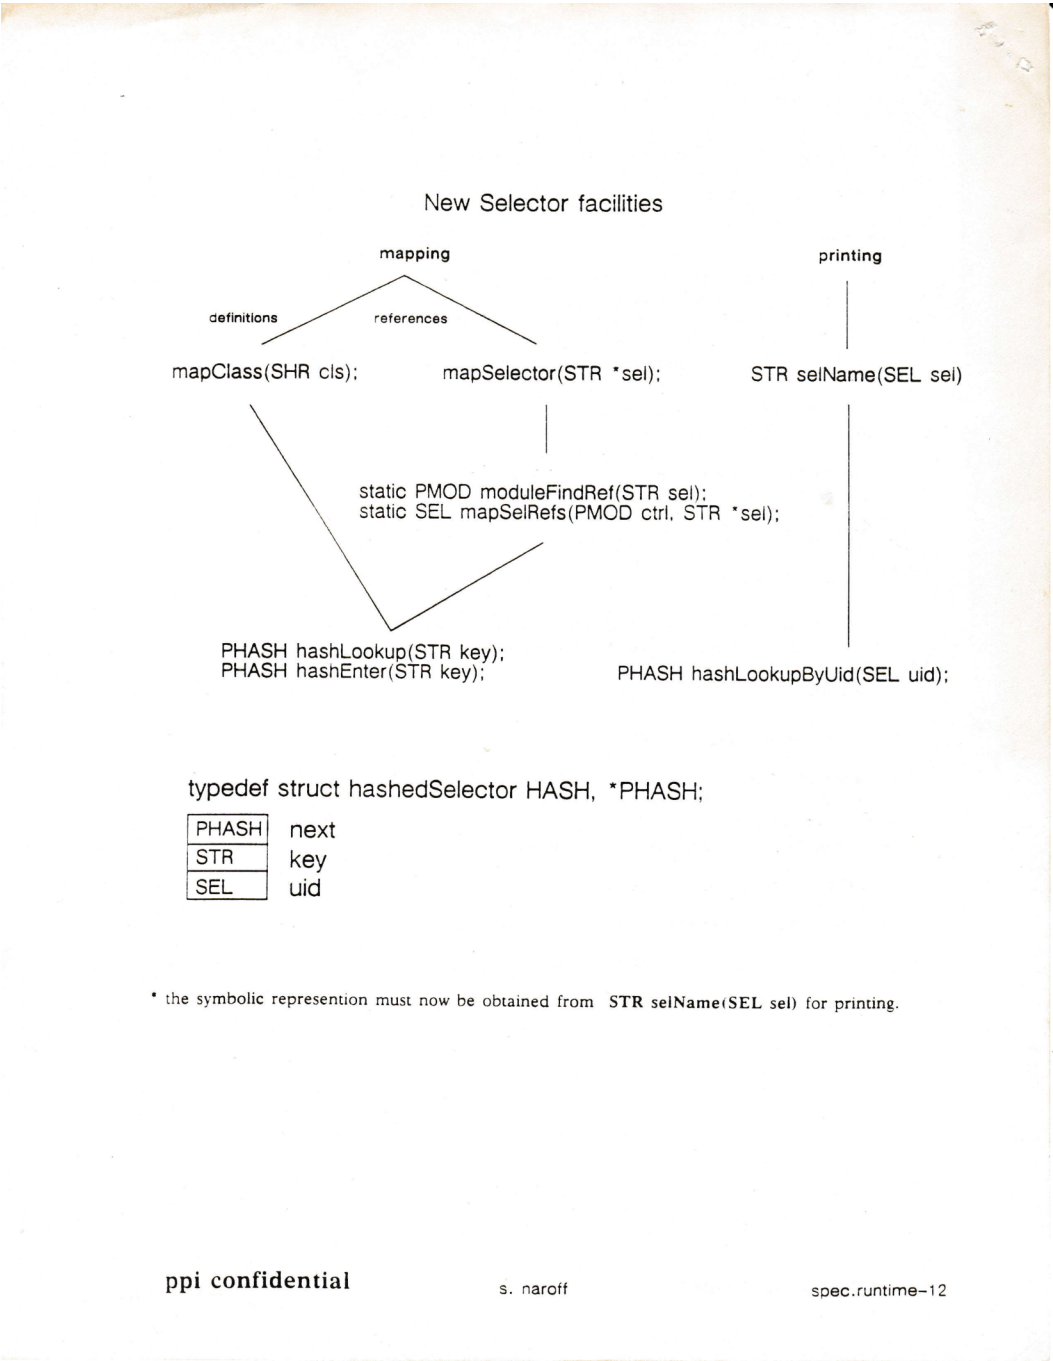 New Selector facilities
mapping
printing
definitions
references
mapClass(SHR cls);
mapSelector(STR *sel);
STR selName(SEL sel)
static PMOD moduleFindRef(STR sel);
static SEL mapSelRefs(PMOD ctrl, STR *sel);
PHASH hashLookup(STR key);
PHASH hashEnter(STR key);
PHASH hashLookupByUid(SEL uid);
typedef struct hashedSelector HASH, *PHASH;
PHASH next
STR key
SEL uid
* the symbolic represention must now be obtained from STR selName(SEL sel) for printing.
ppi confidential
s. naroff
spec.runtime-12